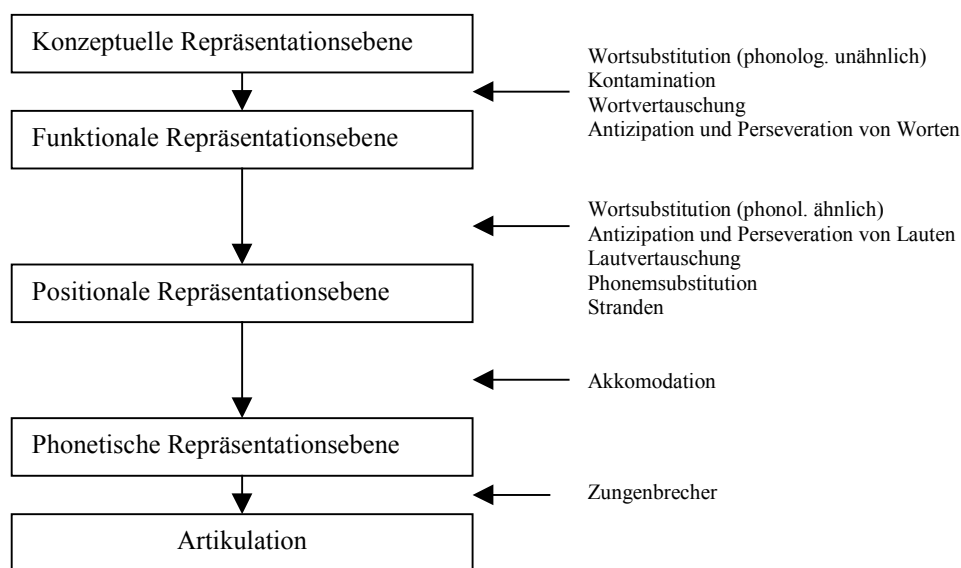 Konzeptuelle Repräsentationsebene
Wortsubstitution (phonolog. unähnlich)
Kontamination
Wortvertauschung
Antizipation und Perseveration von Worten
Funktionale Repräsentationsebene
Wortsubstitution (phonol. ähnlich)
Antizipation und Perseveration von Lauten
Lautvertauschung
Phonemsubstitution
Stranden
Positionale Repräsentationsebene
Akkomodation
Phonetische Repräsentationsebene
Zungenbrecher
Artikulation